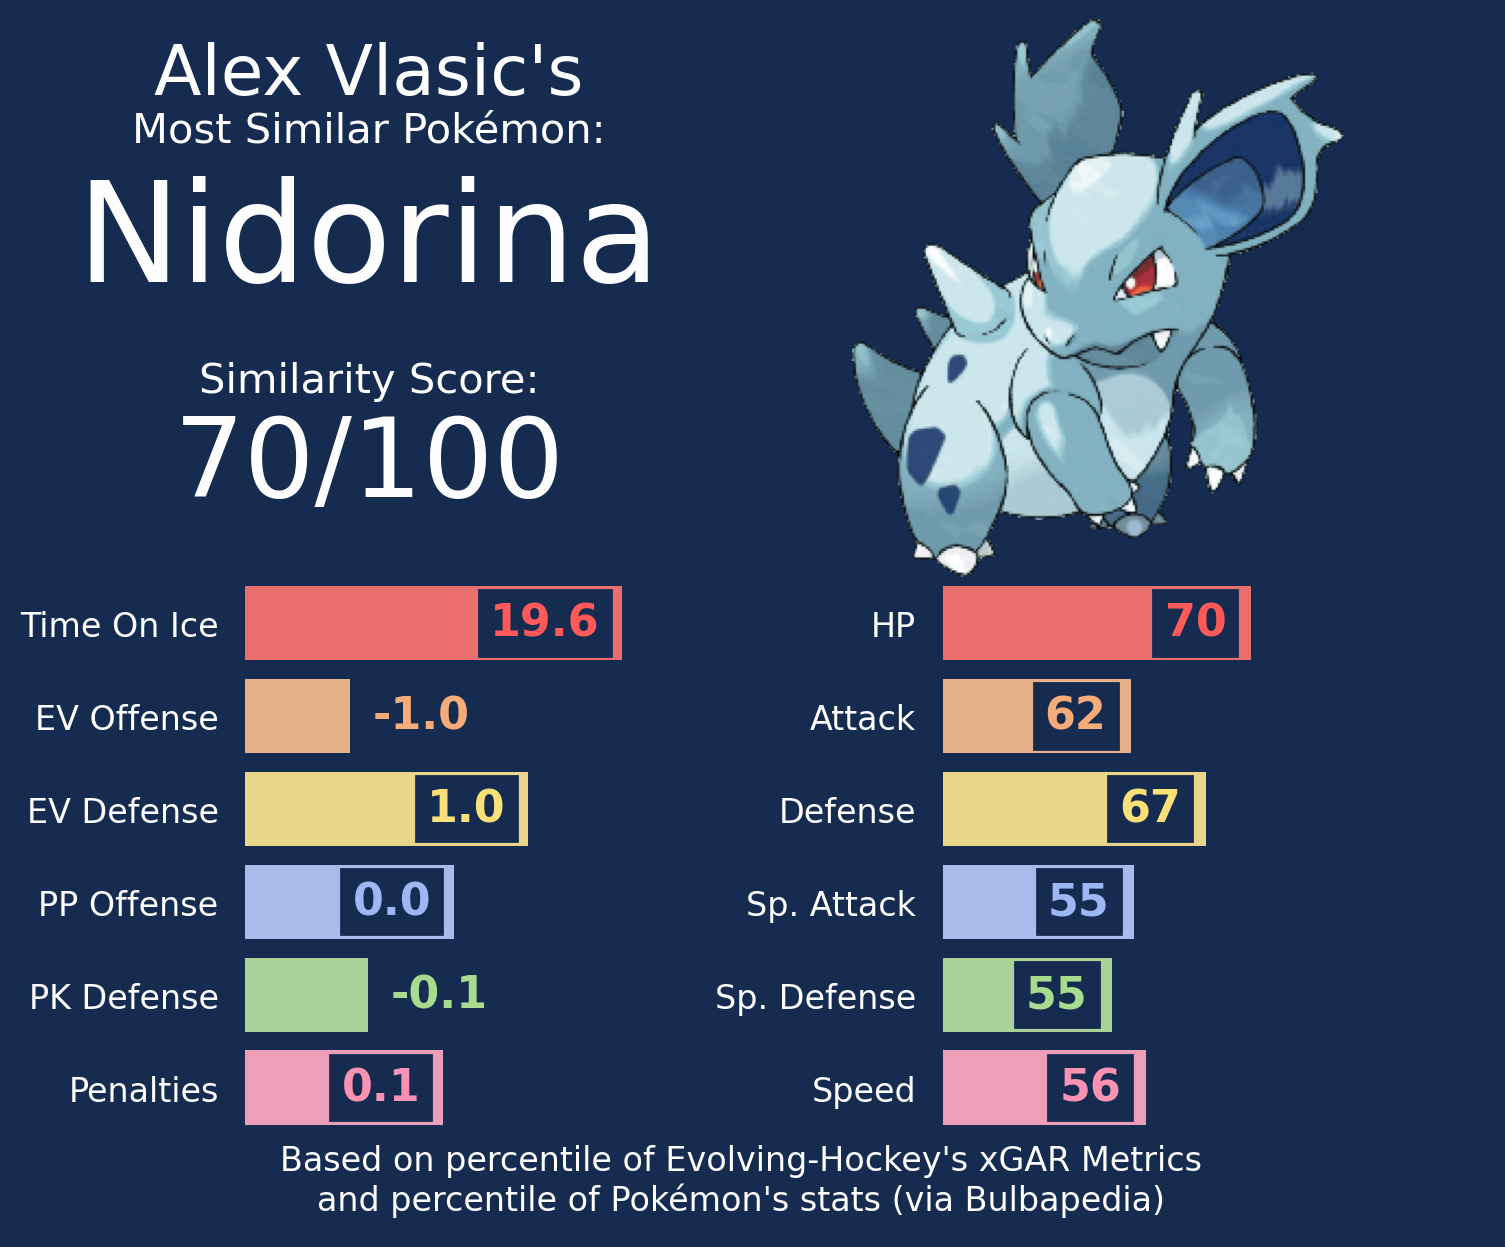 Alex Vlasic's
Most Similar Pokémon:
Nidorina
Similarity Score:
70/100
Time On Ice 19.6
EV Offense -1.0
EV Defense 1.0
PP Offense 0.0
PK Defense -0.1
Penalties 0.1
HP 70
Attack 62
Defense 67
Sp. Attack 55
Sp. Defense 55
Speed 56
Based on percentile of Evolving-Hockey's xGAR Metrics
and percentile of Pokémon's stats (via Bulbapedia)